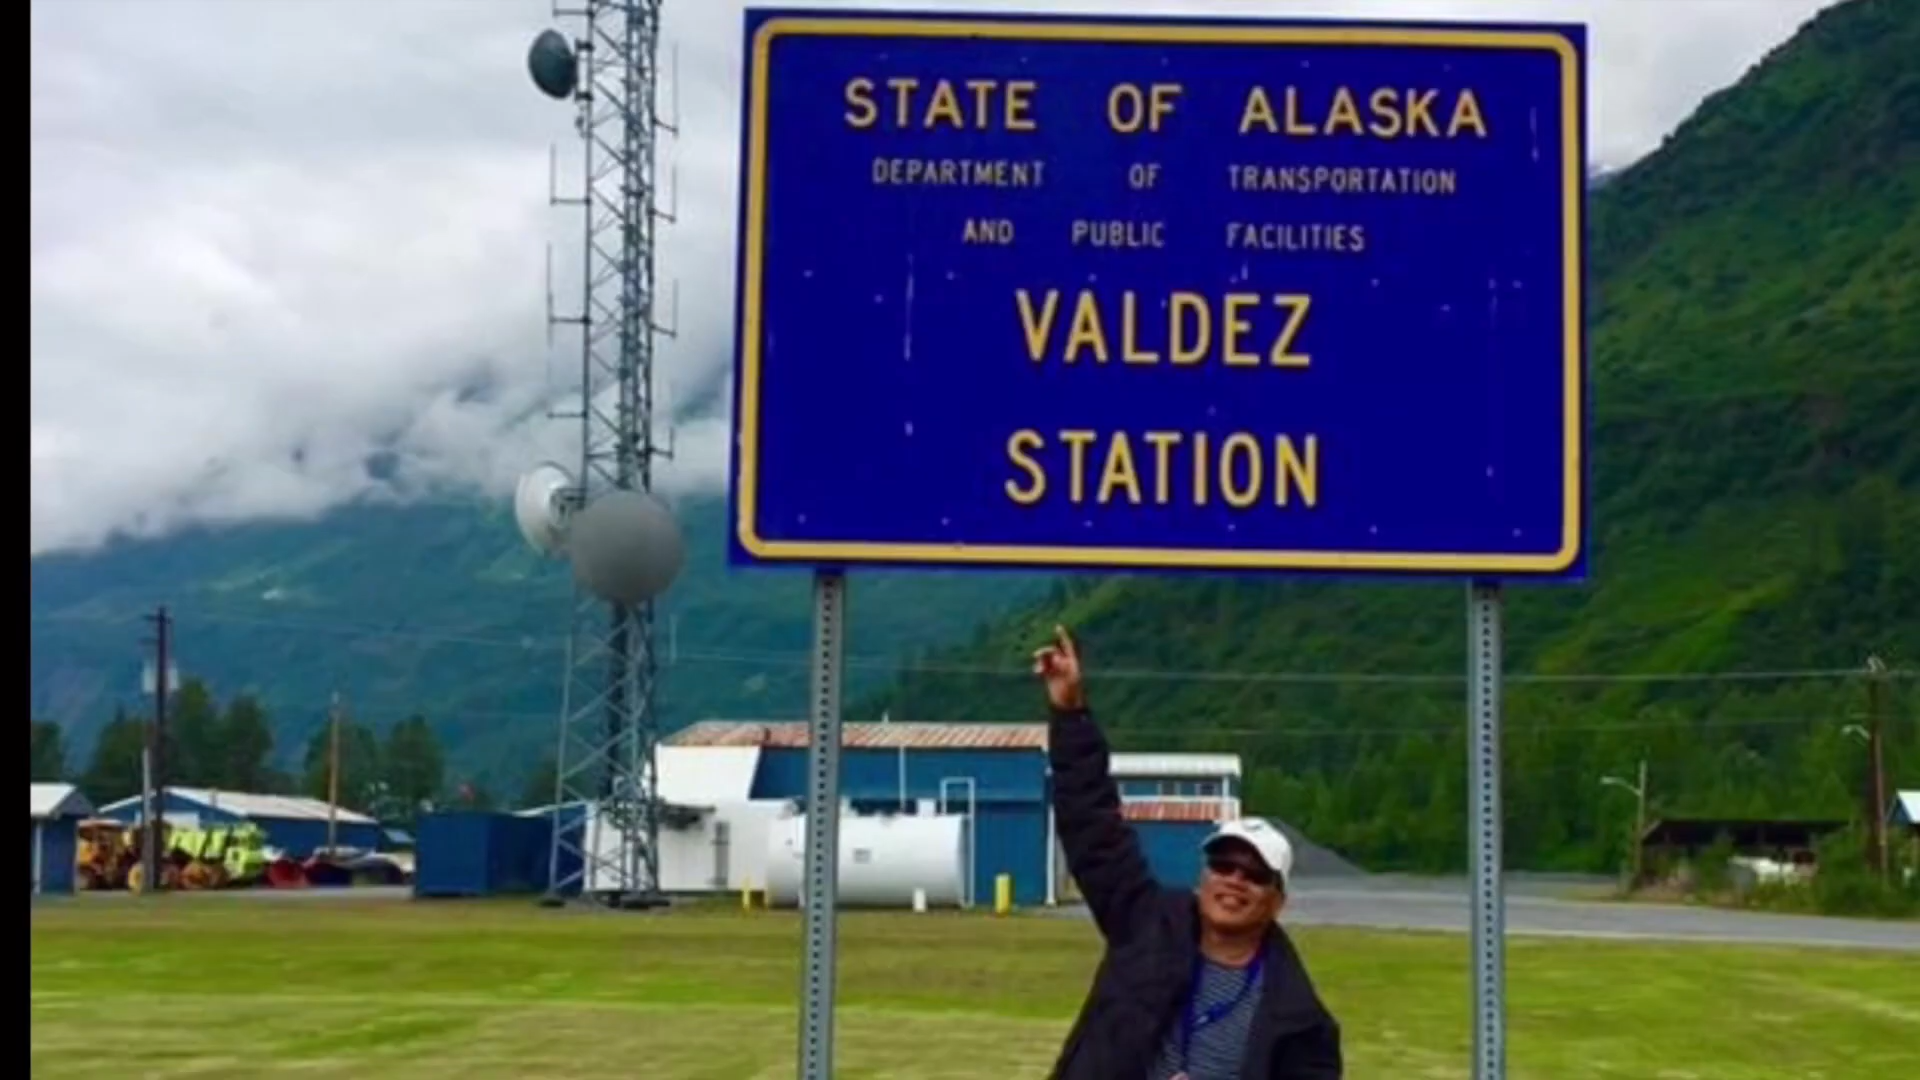 STATE OF ALASKA
DEPARTMENT OF TRANSPORTATION
AND PUBLIC FACILITIES
VALDEZ
STATION